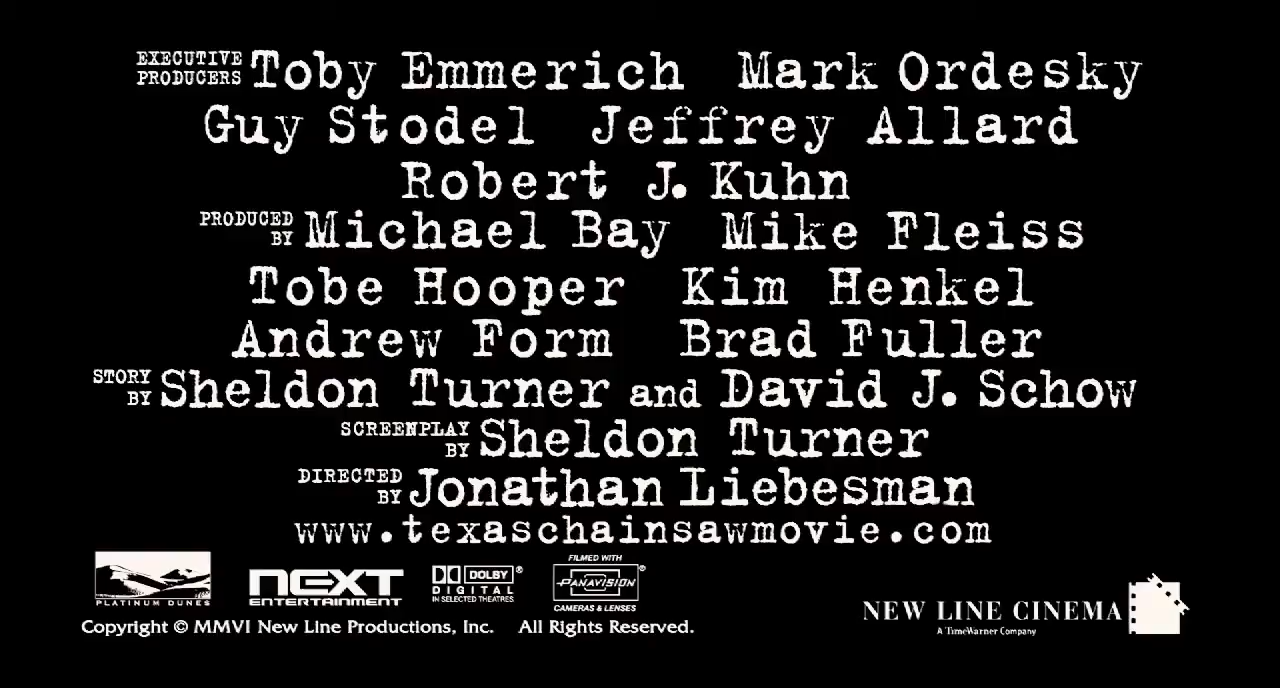 EXECUTIVE PRODUCERS Toby Emmerich Mark Ordesky
Guy Stodel Jeffrey Allard
Robert J. Kuhn
PRODUCED BY Michael Bay Mike Fleiss
Tobe Hooper Kim Henkel
Andrew Form Brad Fuller
STORY BY Sheldon Turner and David J. Schow
SCREENPLAY BY Sheldon Turner
DIRECTED BY Jonathan Liebesman
www.texaschainsawmovie.com
PLATINUM DUNES
NEXT
ENTERTAINMENT
DOLBY ®
DIGITAL
IN SELECTED THEATRES
FILMED WITH
PANAVISION ®
CAMERAS & LENSES
NEW LINE CINEMA
A TimeWarner Company
Copyright © MMVI New Line Productions, Inc. All Rights Reserved.